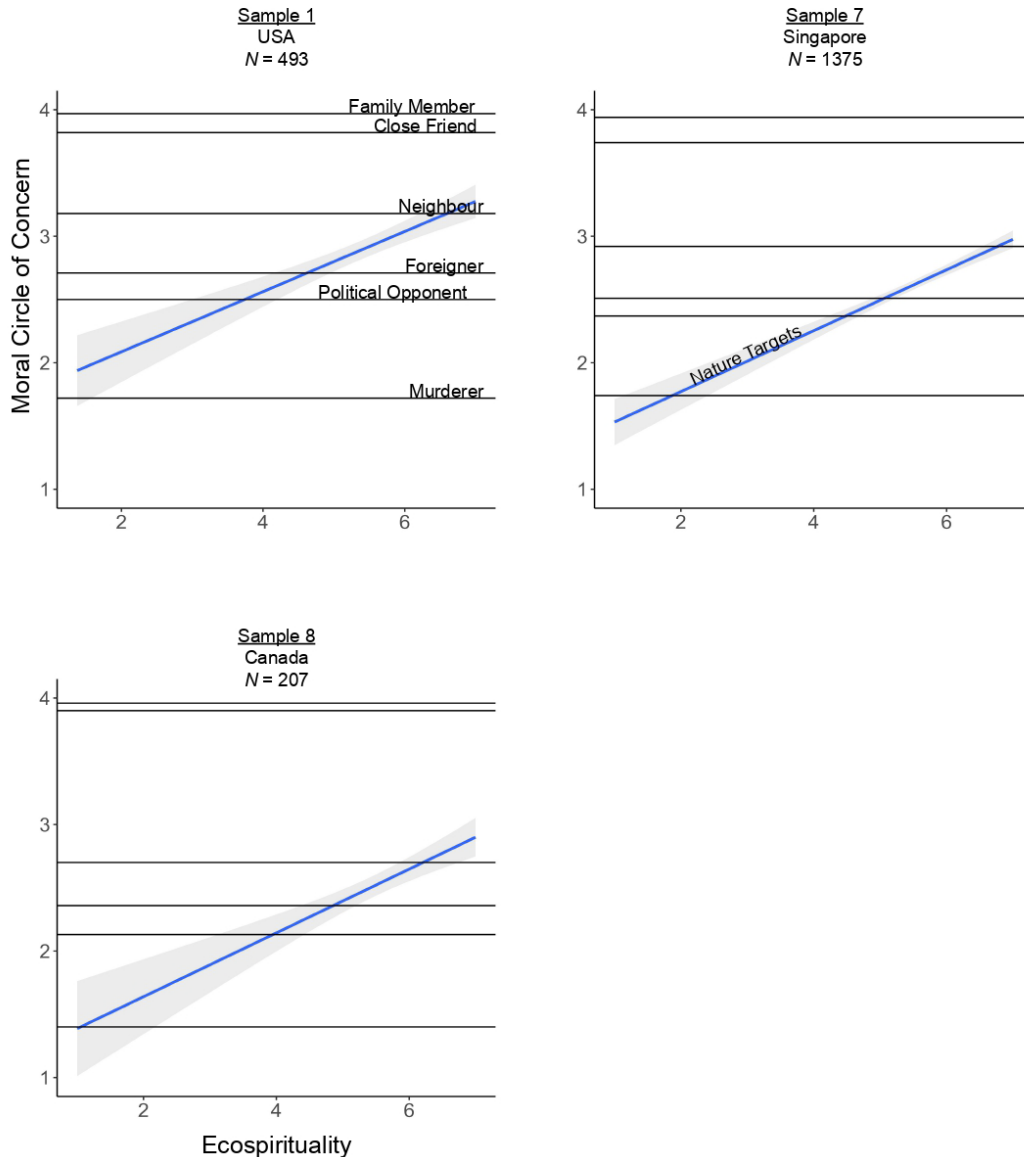 Sample 1
USA
N = 493
Sample 7
Singapore
N = 1375
Moral Circle of Concern
4
3
2
1
Family Member
Close Friend
Neighbour
Foreigner
Political Opponent
Murderer
2
4
6
4
3
2
1
Nature Targets
2
4
6
Sample 8
Canada
N = 207
4
3
2
1
2
4
6
Ecospirituality